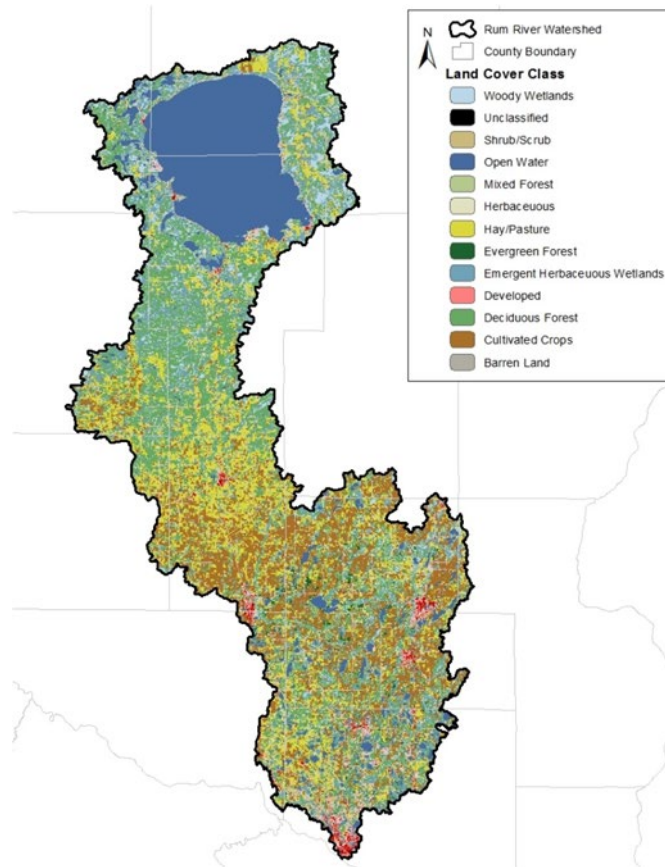 N
Rum River Watershed
County Boundary
Land Cover Class
Woody Wetlands
Unclassified
Shrub/Scrub
Open Water
Mixed Forest
Herbaceuous
Hay/Pasture
Evergreen Forest
Emergent Herbaceuous Wetlands
Developed
Deciduous Forest
Cultivated Crops
Barren Land